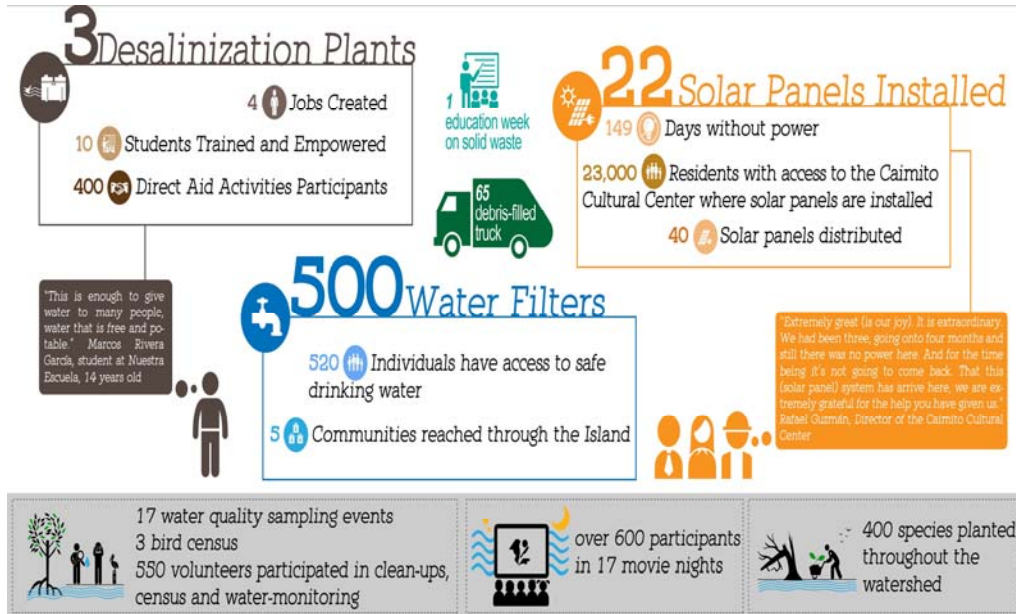 3 Desalinization Plants
4 Jobs Created
10 Students Trained and Empowered
400 Direct Aid Activities Participants
"This is enough to give
water to many people,
water that is free and po-
table." Marcos Rivera
García, student at Nuestra
Escuela, 14 years old
1
education week
on solid waste
65
debris-filled
truck
22 Solar Panels Installed
149 Days without power
23,000 Residents with access to the Caimito
Cultural Center where solar panels are installed
40 Solar panels distributed
"Extremely great (is our joy). It is extraordinary.
We had been three, going onto four months and
still there was no power here. And for the time
being it's not going to come back. That this
(solar panel) system has arrive here, we are ex-
tremely grateful for the help you have given us."
Rafael Guzmán, Director of the Caimito Cultural
Center
500 Water Filters
520 Individuals have access to safe
drinking water
5 Communities reached through the Island
17 water quality sampling events
3 bird census
550 volunteers participated in clean-ups,
census and water-monitoring
over 600 participants
in 17 movie nights
400 species planted
throughout the
watershed